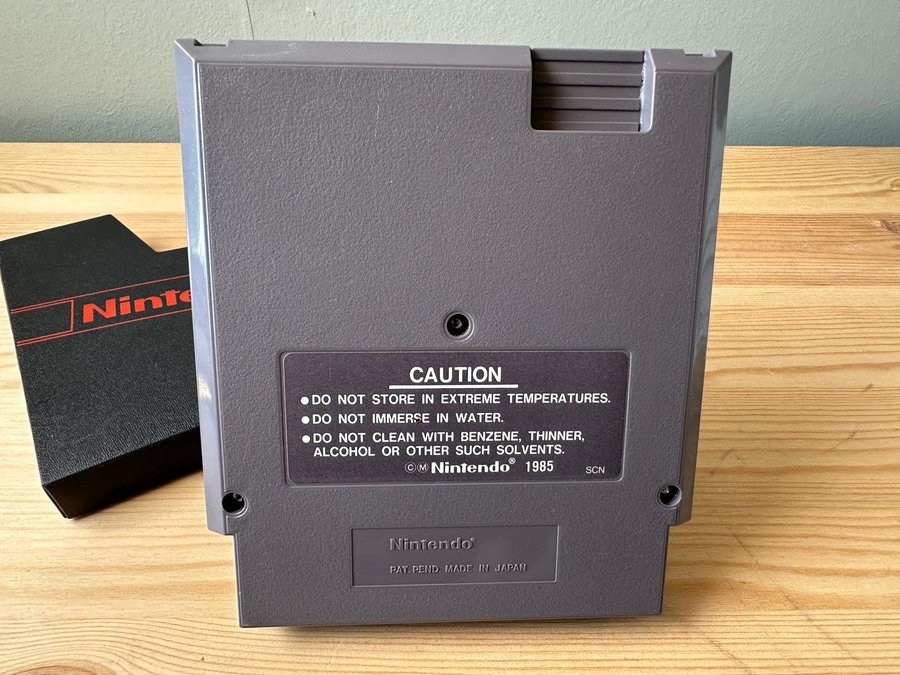 Ninte
CAUTION
● DO NOT STORE IN EXTREME TEMPERATURES.
● DO NOT IMMERSE IN WATER.
● DO NOT CLEAN WITH BENZENE, THINNER,
ALCOHOL OR OTHER SUCH SOLVENTS.
ⒸⓂ Nintendo® 1985 SCN
Nintendo®
PAT. PEND. MADE IN JAPAN